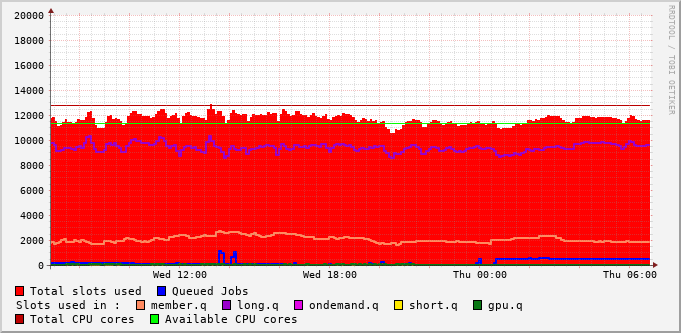 RRDTOOL / TOBI OETIKER
20000
18000
16000
14000
12000
10000
8000
6000
4000
2000
0
Wed 12:00 Wed 18:00 Thu 00:00 Thu 06:00
Total slots used Queued Jobs
Slots used in : member.q long.q ondemand.q short.q gpu.q
Total CPU cores Available CPU cores